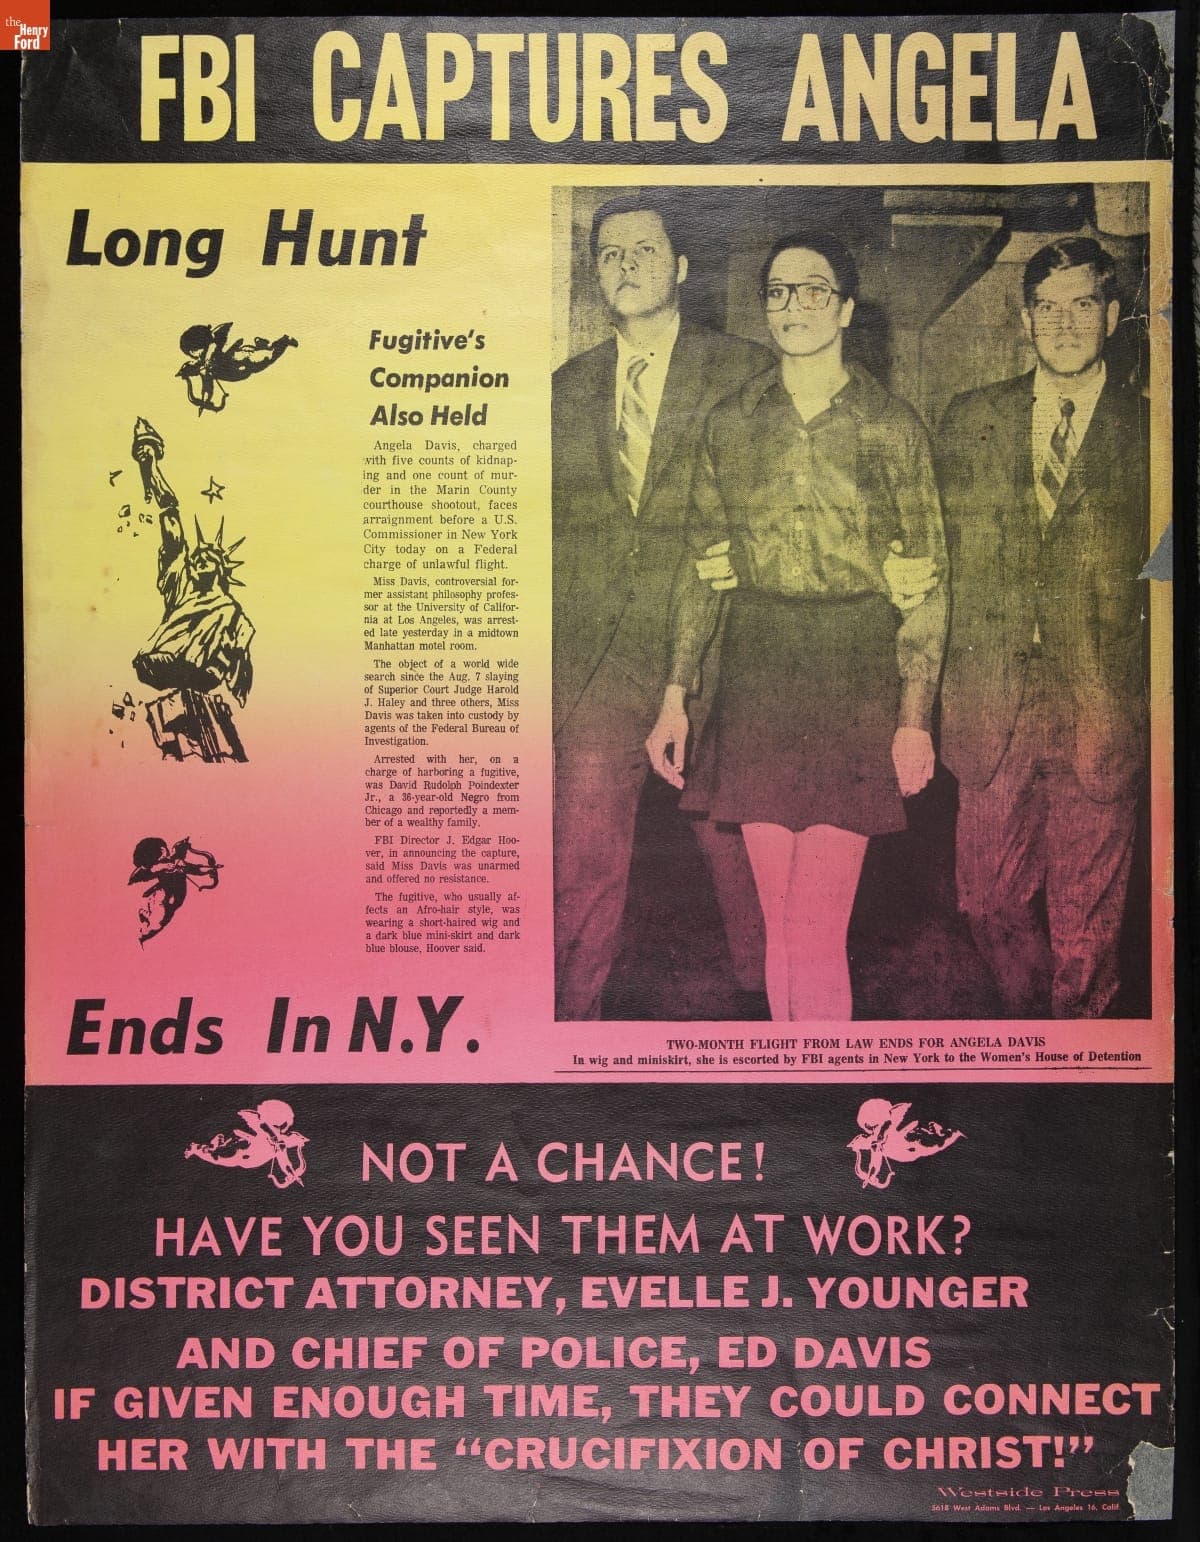 the
Henry
Ford
FBI CAPTURES ANGELA
Long Hunt
Fugitive's
Companion
Also Held
Angela Davis, charged
with five counts of kidnap-
ing and one count of mur-
der in the Marin County
courthouse shootout, faces
arraignment before a U.S.
Commissioner in New York
City today on a Federal
charge of unlawful flight.
Miss Davis, controversial for-
mer assistant philosophy profes-
sor at the University of Califor-
nia at Los Angeles, was arrest-
ed late yesterday in a midtown
Manhattan motel room.
The object of a world wide
search since the Aug. 7 slaying
of Superior Court Judge Harold
J. Haley and three others, Miss
Davis was taken into custody by
agents of the Federal Bureau of
Investigation.
Arrested with her, on a
charge of harboring a fugitive,
was David Rudolph Poindexter
Jr., a 36-year-old Negro from
Chicago and reportedly a mem-
ber of a wealthy family.
FBI Director J. Edgar Hoo-
ver, in announcing the capture,
said Miss Davis was unarmed
and offered no resistance.
The fugitive, who usually af-
fects an Afro-hair style, was
wearing a short-haired wig and
a dark blue mini-skirt and dark
blue blouse, Hoover said.
Ends In N.Y.
TWO-MONTH FLIGHT FROM LAW ENDS FOR ANGELA DAVIS
In wig and miniskirt, she is escorted by FBI agents in New York to the Women's House of Detention
NOT A CHANCE!
HAVE YOU SEEN THEM AT WORK?
DISTRICT ATTORNEY, EVELLE J. YOUNGER
AND CHIEF OF POLICE, ED DAVIS
IF GIVEN ENOUGH TIME, THEY COULD CONNECT
HER WITH THE "CRUCIFIXION OF CHRIST!"
Westside Press
5618 West Adams Blvd. — Los Angeles 16, Calif.